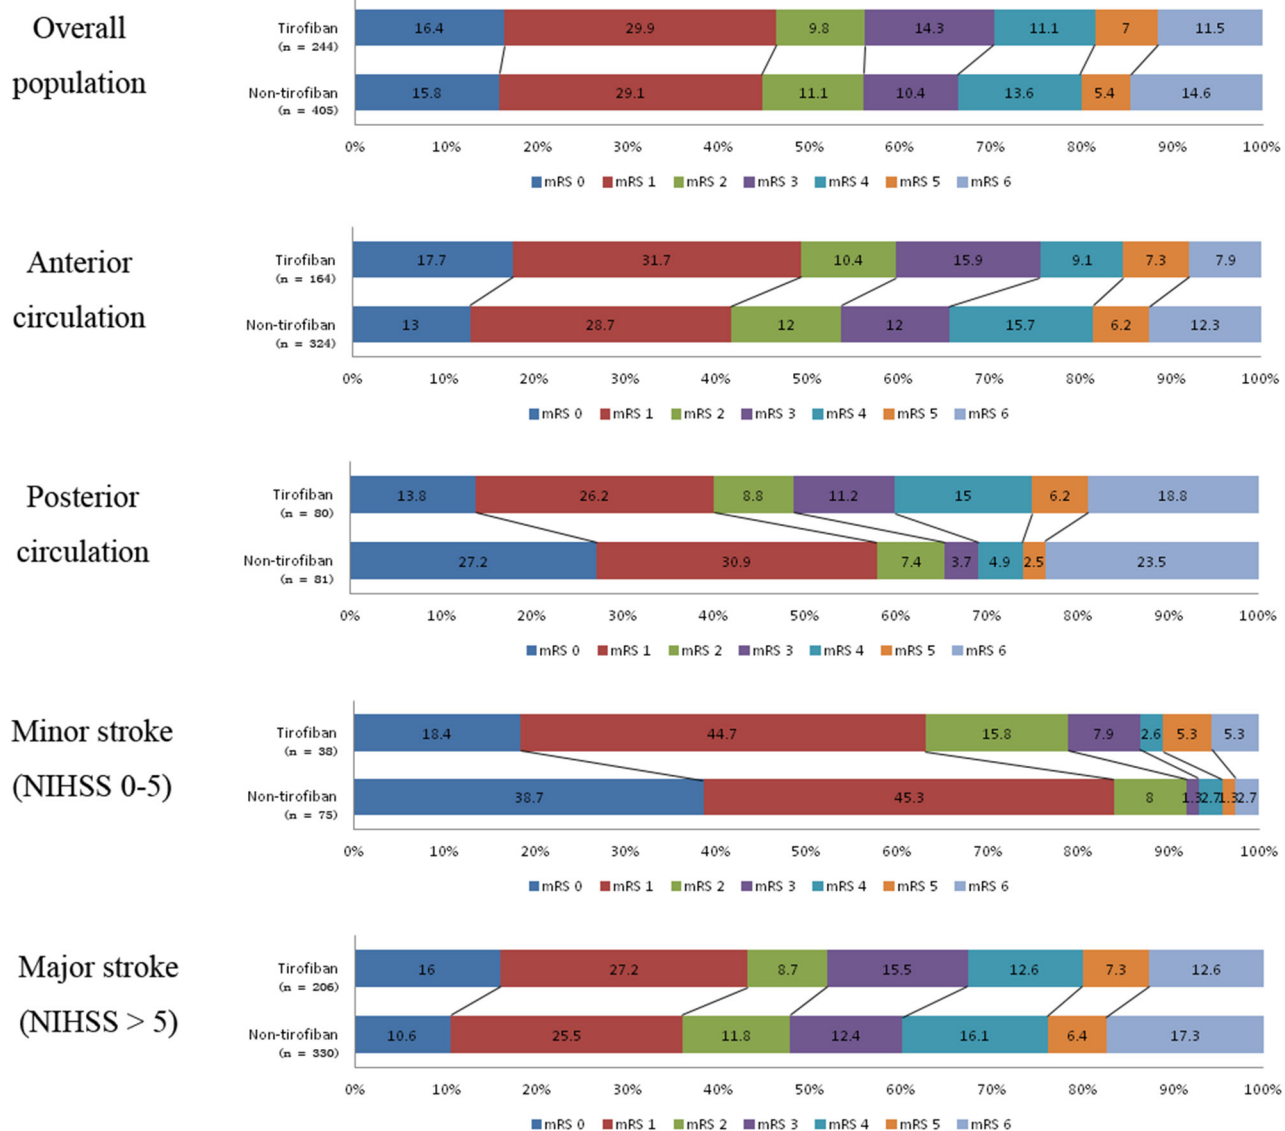 Overall
population
Tirofiban
(n = 244)
16.4 29.9 9.8 14.3 11.1 7 11.5
Non-tirofiban
(n = 405)
15.8 29.1 11.1 10.4 13.6 5.4 14.6
0% 10% 20% 30% 40% 50% 60% 70% 80% 90% 100%
mRS 0 mRS 1 mRS 2 mRS 3 mRS 4 mRS 5 mRS 6
Anterior
circulation
Tirofiban
(n = 164)
17.7 31.7 10.4 15.9 9.1 7.3 7.9
Non-tirofiban
(n = 324)
13 28.7 12 12 15.7 6.2 12.3
0% 10% 20% 30% 40% 50% 60% 70% 80% 90% 100%
mRS 0 mRS 1 mRS 2 mRS 3 mRS 4 mRS 5 mRS 6
Posterior
circulation
Tirofiban
(n = 80)
13.8 26.2 8.8 11.2 15 6.2 18.8
Non-tirofiban
(n = 81)
27.2 30.9 7.4 3.7 4.9 2.5 23.5
0% 10% 20% 30% 40% 50% 60% 70% 80% 90% 100%
mRS 0 mRS 1 mRS 2 mRS 3 mRS 4 mRS 5 mRS 6
Minor stroke
(NIHSS 0-5)
Tirofiban
(n = 38)
18.4 44.7 15.8 7.9 2.6 5.3 5.3
Non-tirofiban
(n = 75)
38.7 45.3 8 1.3 2.7 1.3 2.7
0% 10% 20% 30% 40% 50% 60% 70% 80% 90% 100%
mRS 0 mRS 1 mRS 2 mRS 3 mRS 4 mRS 5 mRS 6
Major stroke
(NIHSS > 5)
Tirofiban
(n = 206)
16 27.2 8.7 15.5 12.6 7.3 12.6
Non-tirofiban
(n = 330)
10.6 25.5 11.8 12.4 16.1 6.4 17.3
0% 10% 20% 30% 40% 50% 60% 70% 80% 90% 100%
mRS 0 mRS 1 mRS 2 mRS 3 mRS 4 mRS 5 mRS 6